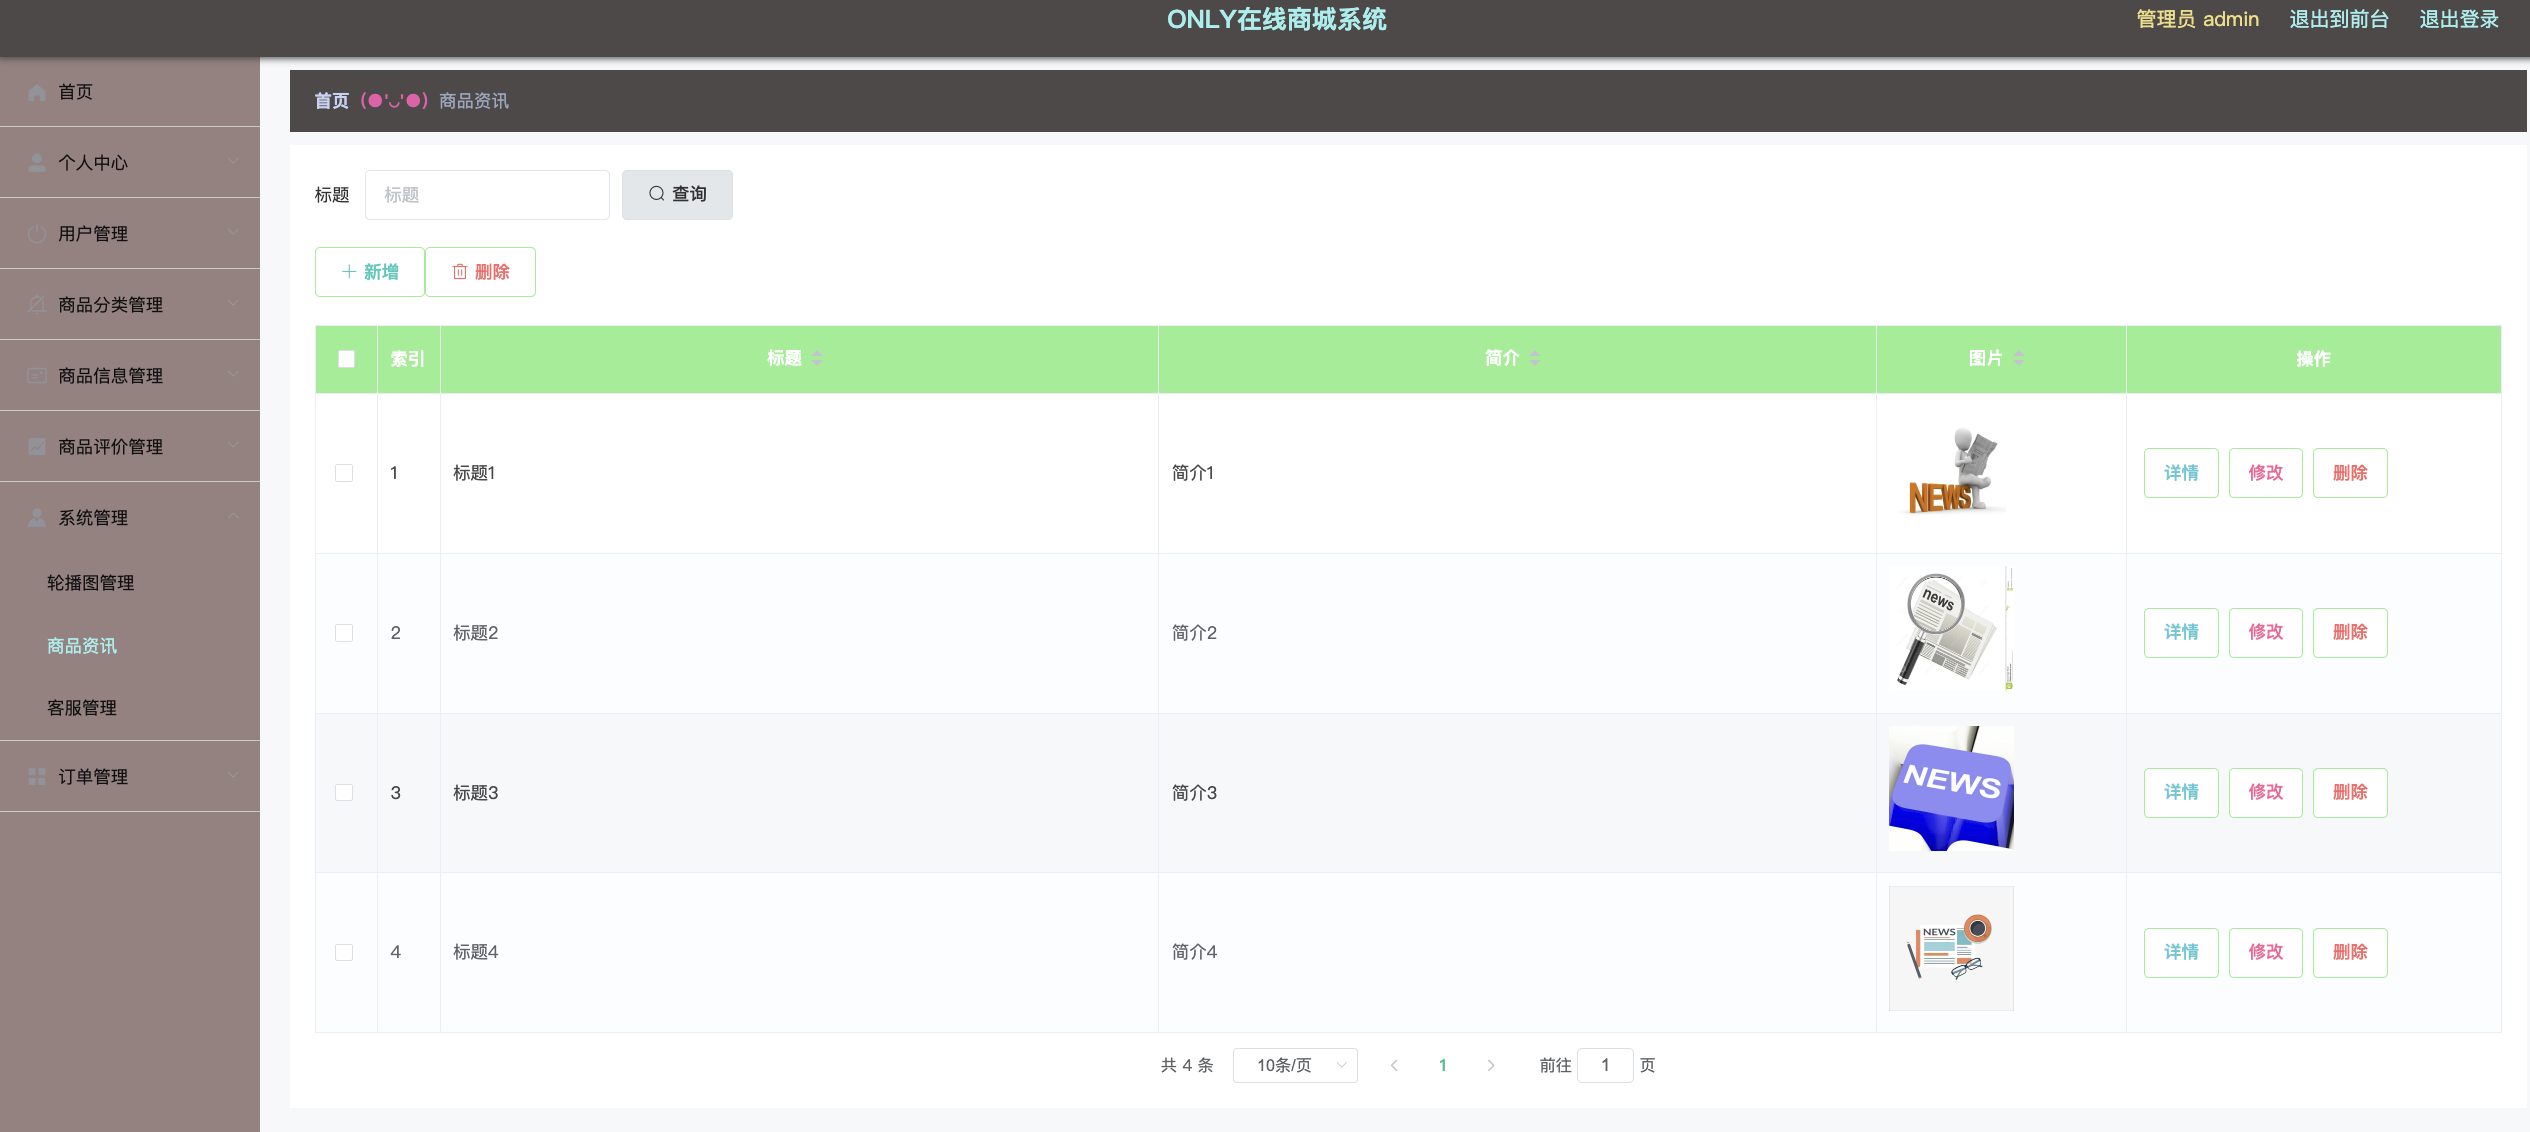 ONLY在线商城系统
管理员 admin 退出到前台 退出登录
首页
个人中心
用户管理
商品分类管理
商品信息管理
商品评价管理
系统管理
轮播图管理
商品资讯
客服管理
订单管理
首页 (●'◡'●) 商品资讯
标题 标题 查询
新增 删除
索引 标题 简介 图片 操作
1 标题1 简介1 NEWS 详情 修改 删除
2 标题2 简介2 news 详情 修改 删除
3 标题3 简介3 NEWS 详情 修改 删除
4 标题4 简介4 NEWS 详情 修改 删除
共 4 条 10条/页 1 前往 1 页